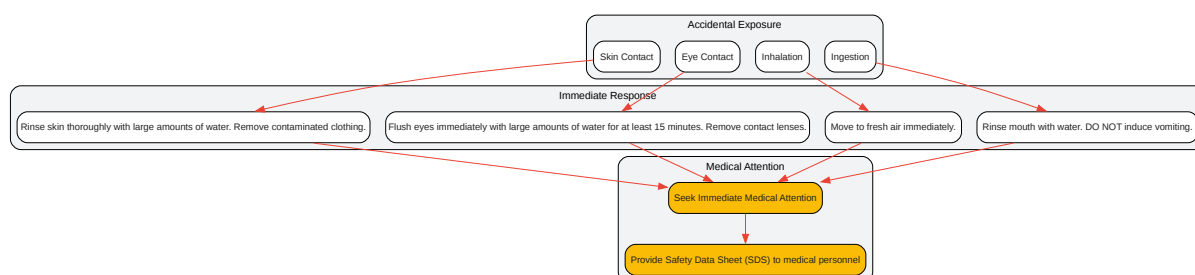 Accidental Exposure
Skin Contact
Eye Contact
Inhalation
Ingestion
Immediate Response
Rinse skin thoroughly with large amounts of water. Remove contaminated clothing.
Flush eyes immediately with large amounts of water for at least 15 minutes. Remove contact lenses.
Move to fresh air immediately.
Rinse mouth with water. DO NOT induce vomiting.
Medical Attention
Seek Immediate Medical Attention
Provide Safety Data Sheet (SDS) to medical personnel